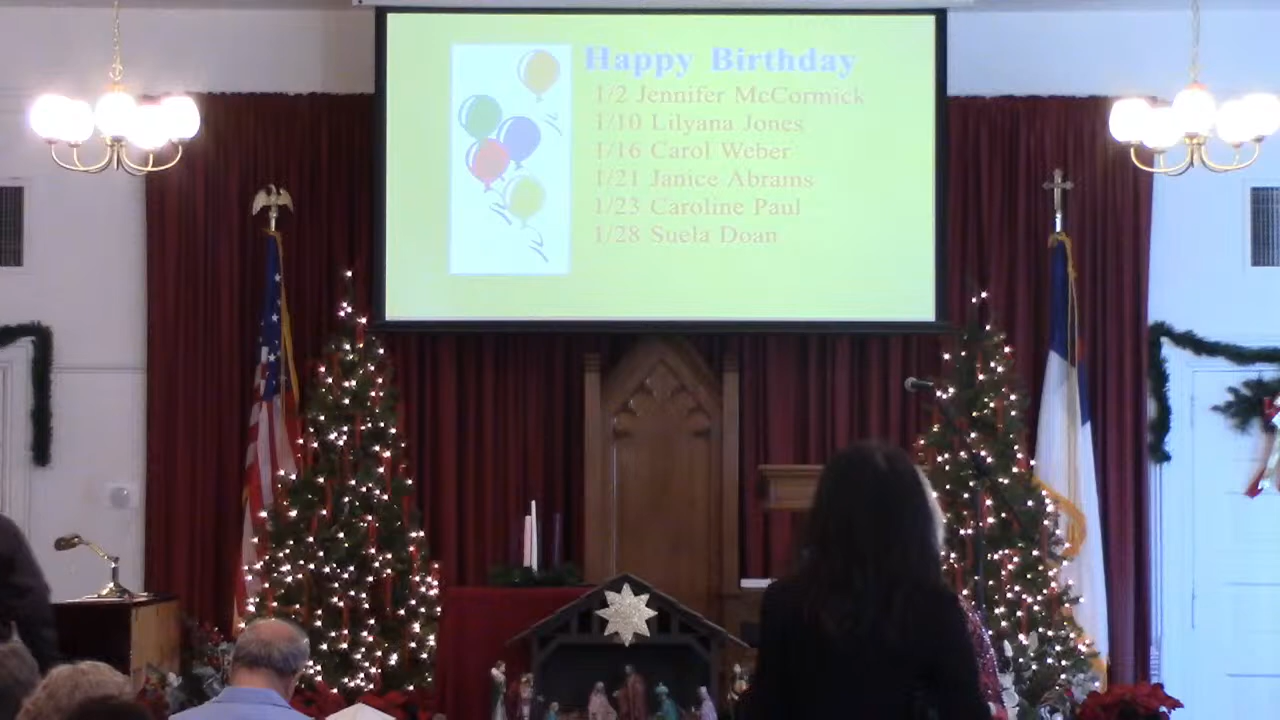 Happy Birthday
1/2 Jennifer McCormick
1/10 Lilyana Jones
1/16 Carol Weber
1/21 Janice Abrams
1/23 Caroline Paul
1/28 Suela Doan